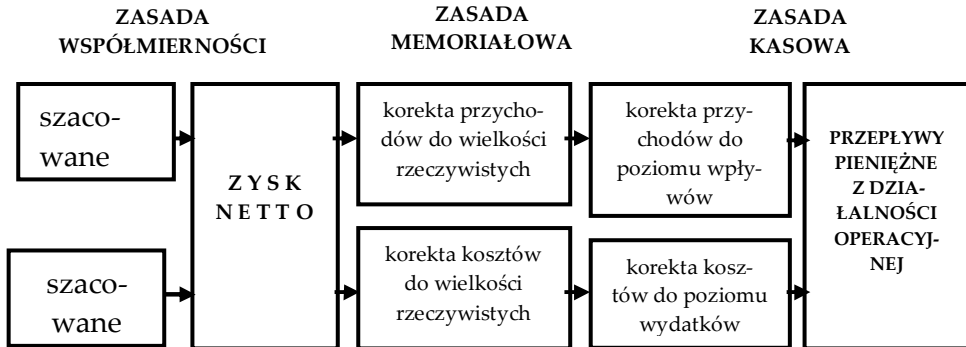 ZASADA
WSPÓŁMIERNOŚCI
ZASADA
MEMORIAŁOWA
ZASADA
KASOWA
szaco-
wane
szaco-
wane
Z Y S K
N E T T O
korekta przycho-
dów do wielkości
rzeczywistych
korekta kosztów
do wielkości
rzeczywistych
korekta przy-
chodów do
poziomu wpły-
wów
korekta kosz-
tów do poziomu
wydatków
PRZEPŁYWY
PIENIĘŻNE
Z DZIA-
ŁALNOŚCI
OPERACYJ-
NEJ